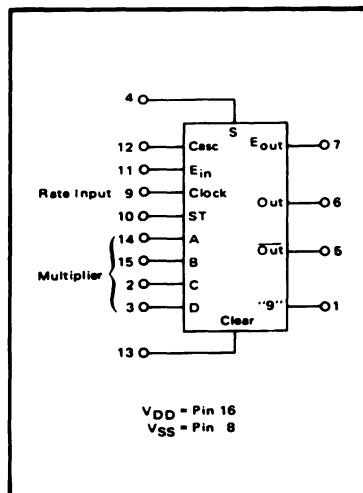 4
S
12 Casc Eout 7
11 Ein
Rate Input 9 Clock
Out 6
10 ST
14 A
Multiplier 15 B Out 5
2 C
3 D "9" 1
Clear
13
VDD = Pin 16
VSS = Pin 8